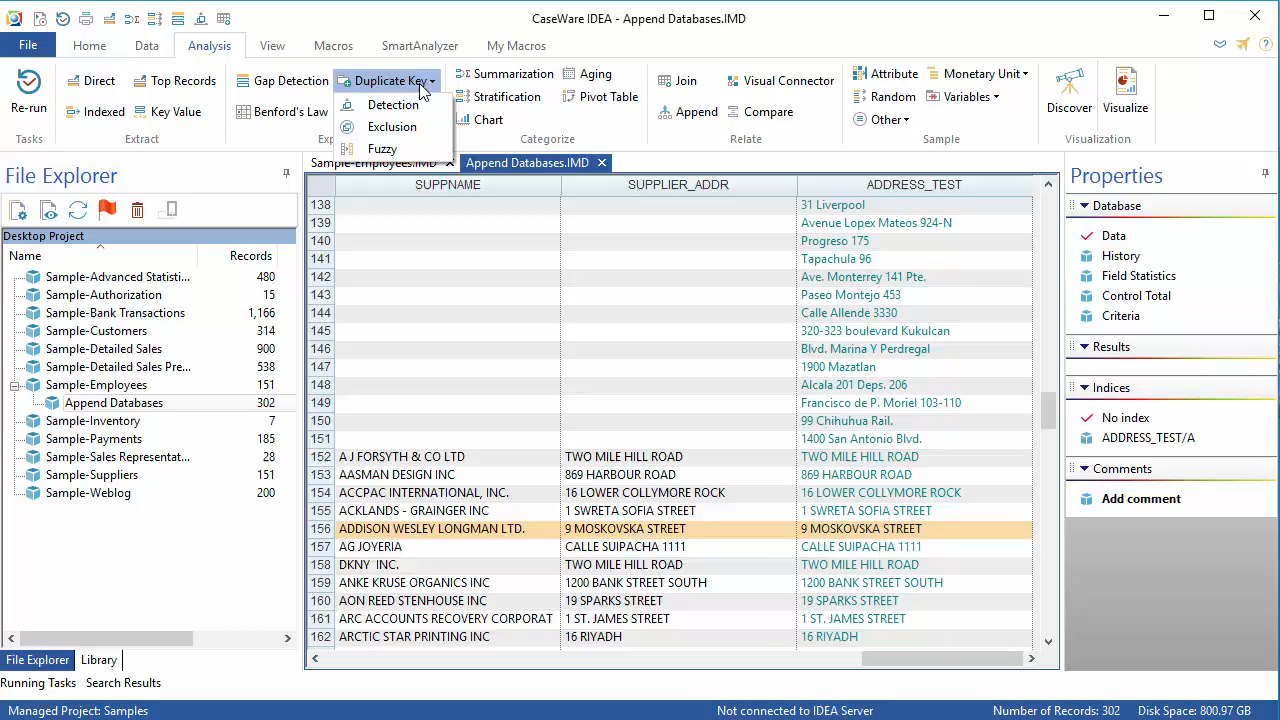 CaseWare IDEA - Append Databases.IMD
File
Home
Data
Analysis
View
Macros
SmartAnalyzer
My Macros
Re-run
Tasks
Direct
Top Records
Indexed
Key Value
Extract
Gap Detection
Duplicate Key
Benford's Law
Exp
Detection
Exclusion
Fuzzy
Summarization
Aging
Stratification
Pivot Table
Chart
Categorize
Join
Visual Connector
Append
Compare
Relate
Attribute
Monetary Unit
Random
Variables
Other
Sample
Discover
Visualize
Visualization
File Explorer
Desktop Project
Name Records
Sample-Advanced Statisti... 480
Sample-Authorization 15
Sample-Bank Transactions 1,166
Sample-Customers 314
Sample-Detailed Sales 900
Sample-Detailed Sales Pre... 538
Sample-Employees 151
Append Databases 302
Sample-Inventory 7
Sample-Payments 185
Sample-Sales Representat... 28
Sample-Suppliers 151
Sample-Weblog 200
File Explorer
Library
Running Tasks
Search Results
Sample-Employees.IMD
Append Databases.IMD
SUPPNAME SUPPLIER_ADDR ADDRESS_TEST
138 31 Liverpool
139 Avenue Lopex Mateos 924-N
140 Progreso 175
141 Tapachula 96
142 Ave. Monterrey 141 Pte.
143 Paseo Montejo 453
144 Calle Allende 3330
145 320-323 boulevard Kukulcan
146 Blvd. Marina Y Perdregal
147 1900 Mazatlan
148 Alcala 201 Deps. 206
149 Francisco de P. Moriel 103-110
150 99 Chihuhua Rail.
151 1400 San Antonio Blvd.
152 A J FORSYTH & CO LTD TWO MILE HILL ROAD TWO MILE HILL ROAD
153 AASMAN DESIGN INC 869 HARBOUR ROAD 869 HARBOUR ROAD
154 ACCPAC INTERNATIONAL, INC. 16 LOWER COLLYMORE ROCK 16 LOWER COLLYMORE ROCK
155 ACKLANDS - GRAINGER INC 1 SWRETA SOFIA STREET 1 SWRETA SOFIA STREET
156 ADDISON WESLEY LONGMAN LTD. 9 MOSKOVSKA STREET 9 MOSKOVSKA STREET
157 AG JOYERIA CALLE SUIPACHA 1111 CALLE SUIPACHA 1111
158 DKNY INC. TWO MILE HILL ROAD TWO MILE HILL ROAD
159 ANKE KRUSE ORGANICS INC 1200 BANK STREET SOUTH 1200 BANK STREET SOUTH
160 AON REED STENHOUSE INC 19 SPARKS STREET 19 SPARKS STREET
161 ARC ACCOUNTS RECOVERY CORPORAT 1 ST. JAMES STREET 1 ST. JAMES STREET
162 ARCTIC STAR PRINTING INC 16 RIYADH 16 RIYADH
Properties
Database
Data
History
Field Statistics
Control Total
Criteria
Results
Indices
No index
ADDRESS_TEST/A
Comments
Add comment
Managed Project: Samples
Not connected to IDEA Server
Number of Records: 302
Disk Space: 800.97 GB